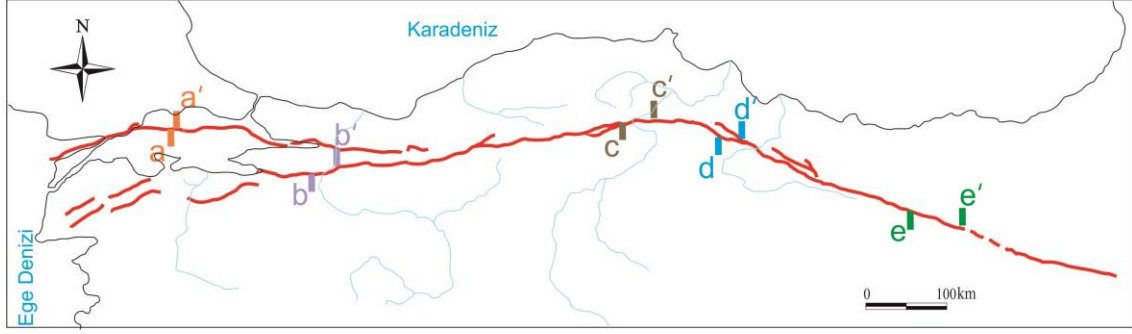 N
Karadeniz
a′
a
b′
b
c′
c
d′
d
e′
e
Ege Denizi
0 100km